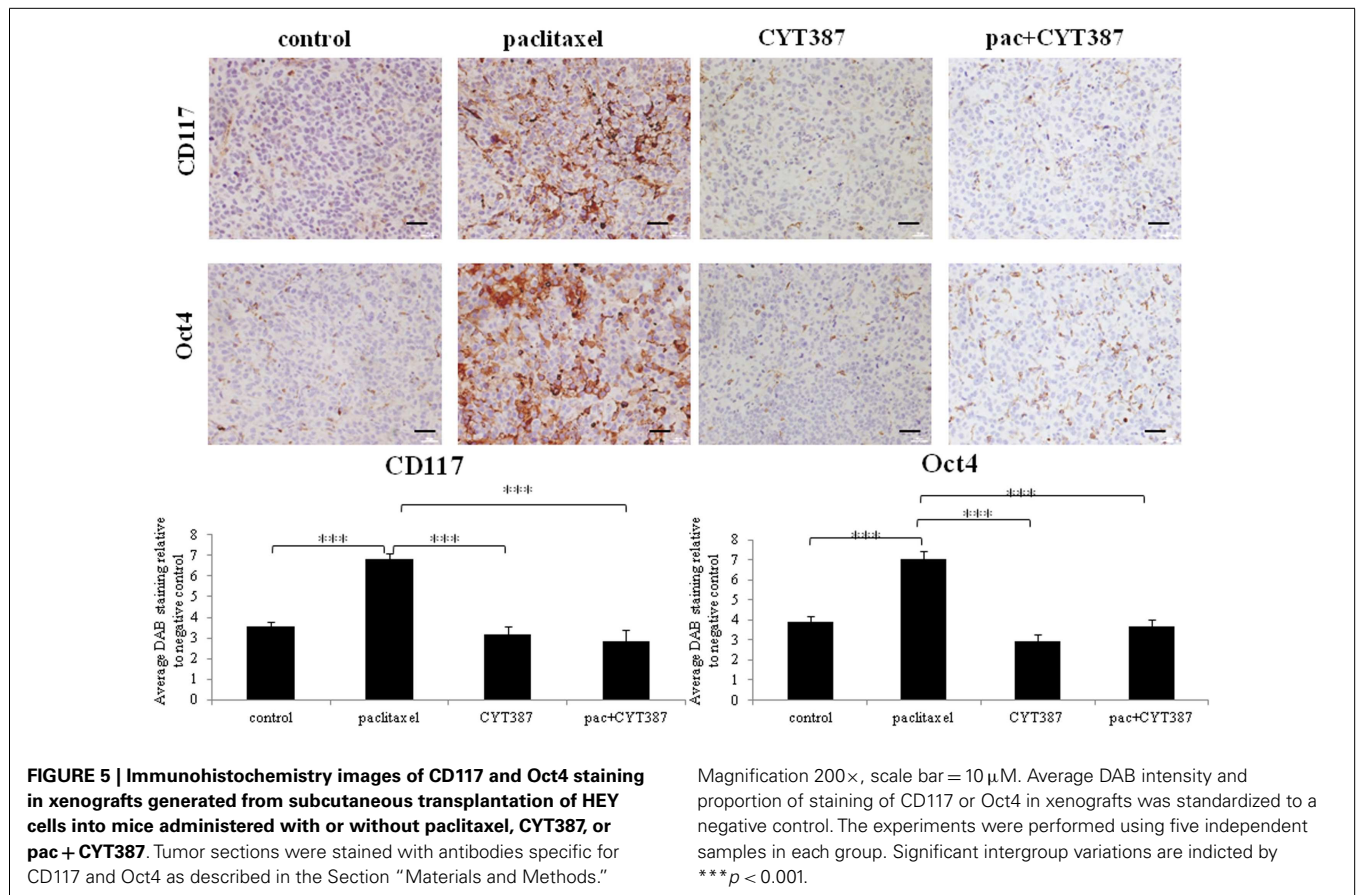 control
paclitaxel
CYT387
pac+CYT387
CD117
Oct4
CD117
***
***
***
Average DAB staining relative
to negative control
8
7
6
5
4
3
2
1
0
control
paclitaxel
CYT387
pac+CYT387
Oct4
***
***
***
Average DAB staining relative
to negative control
8
7
6
5
4
3
2
1
0
control
paclitaxel
CYT387
pac+CYT387
FIGURE 5 | Immunohistochemistry images of CD117 and Oct4 staining
in xenografts generated from subcutaneous transplantation of HEY
cells into mice administered with or without paclitaxel, CYT387, or
pac + CYT387. Tumor sections were stained with antibodies specific for
CD117 and Oct4 as described in the Section “Materials and Methods.”
Magnification 200×, scale bar = 10 μM. Average DAB intensity and
proportion of staining of CD117 or Oct4 in xenografts was standardized to a
negative control. The experiments were performed using five independent
samples in each group. Significant intergroup variations are indicted by
***p < 0.001.